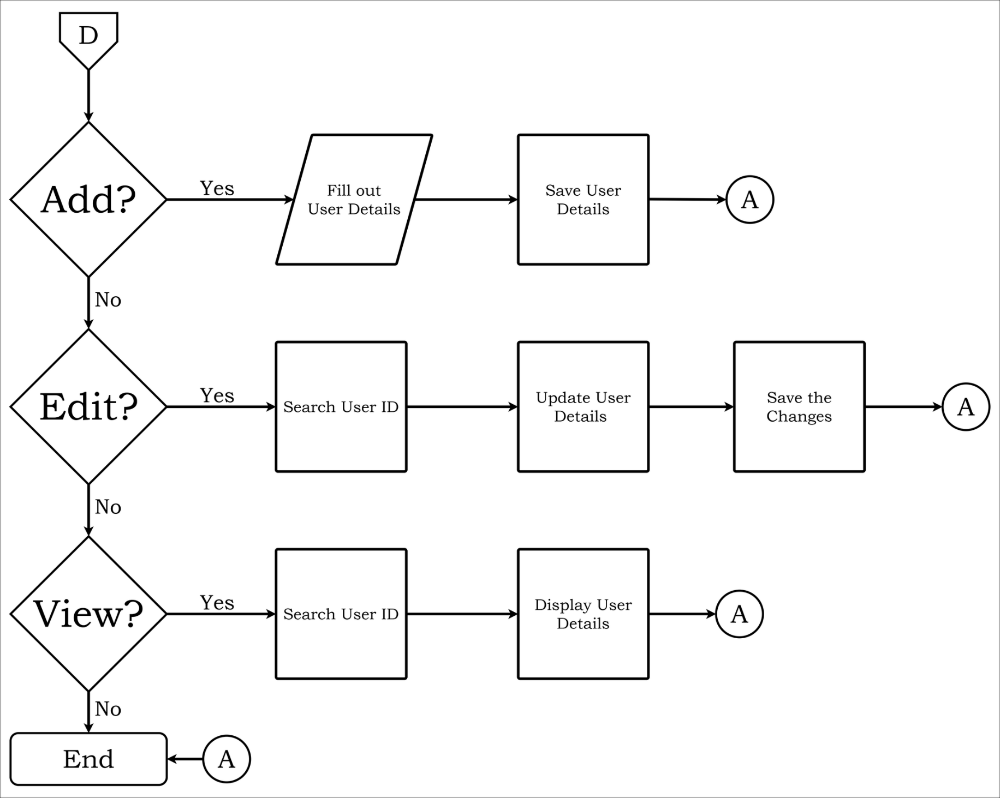 D
Add?
Yes
Fill out
User Details
Save User
Details
A
No
Edit?
Yes
Search User ID
Update User
Details
Save the
Changes
A
No
View?
Yes
Search User ID
Display User
Details
A
No
End
A